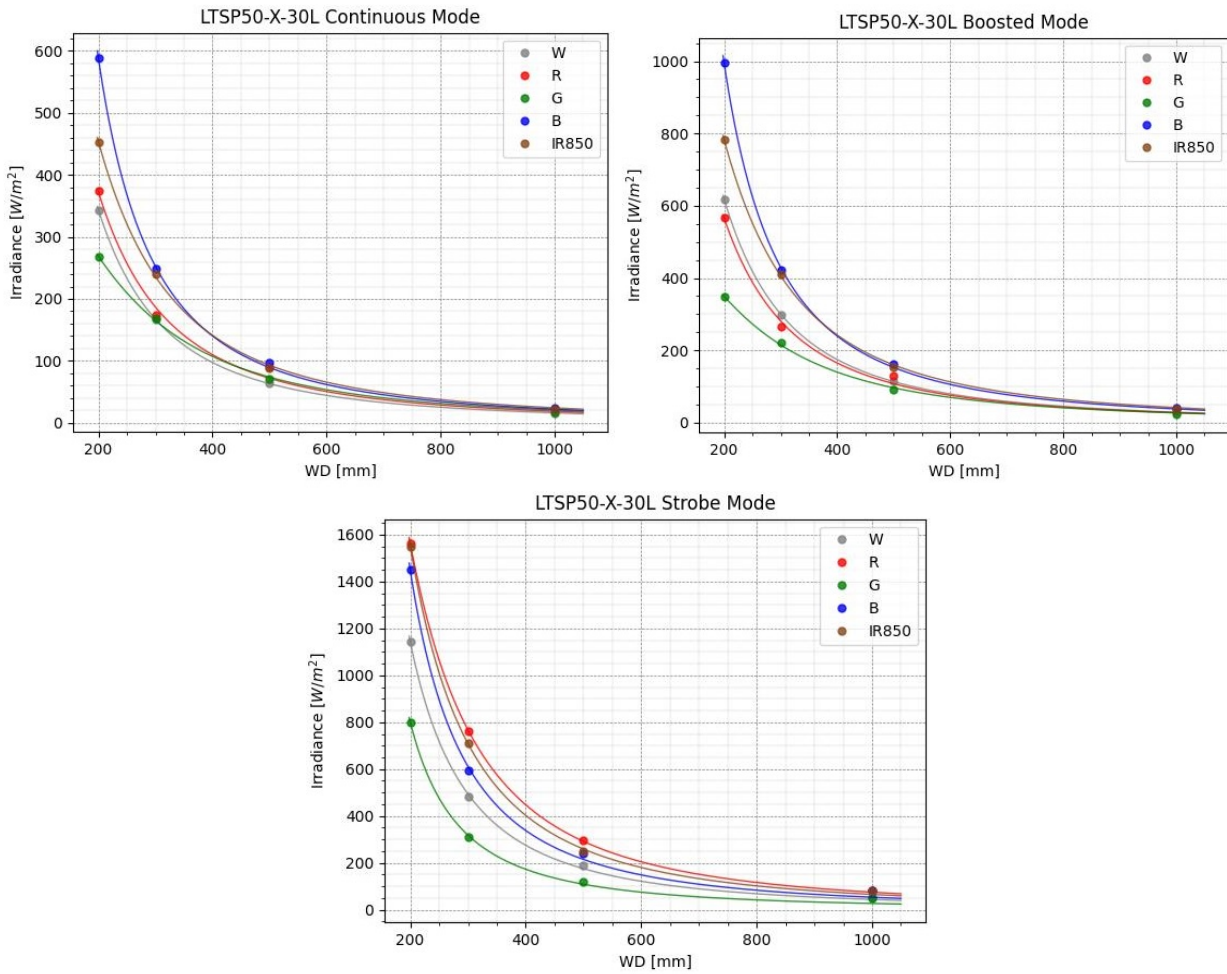 LTSP50-X-30L Continuous Mode
600
500
400
300
200
100
0
Irradiance [W/m²]
200
400
600
800
1000
WD [mm]
W
R
G
B
IR850
LTSP50-X-30L Boosted Mode
1000
800
600
400
200
0
Irradiance [W/m²]
200
400
600
800
1000
WD [mm]
W
R
G
B
IR850
LTSP50-X-30L Strobe Mode
1600
1400
1200
1000
800
600
400
200
0
Irradiance [W/m²]
200
400
600
800
1000
WD [mm]
W
R
G
B
IR850